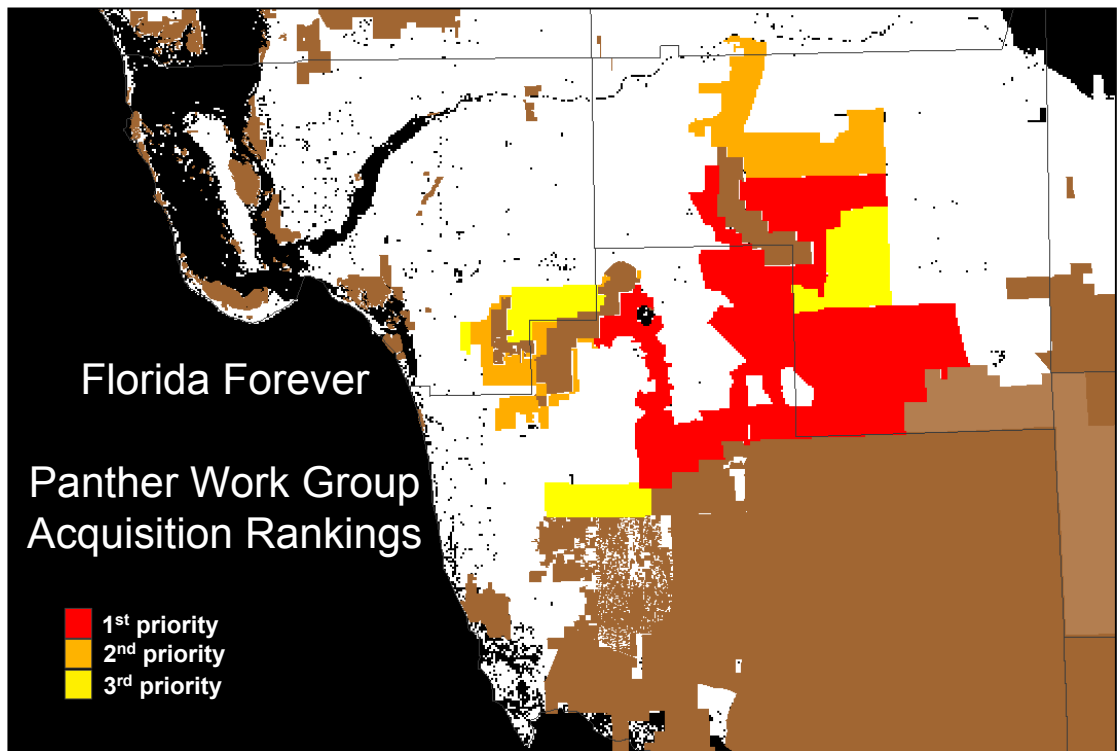 Florida Forever
Panther Work Group
Acquisition Rankings
1st priority
2nd priority
3rd priority